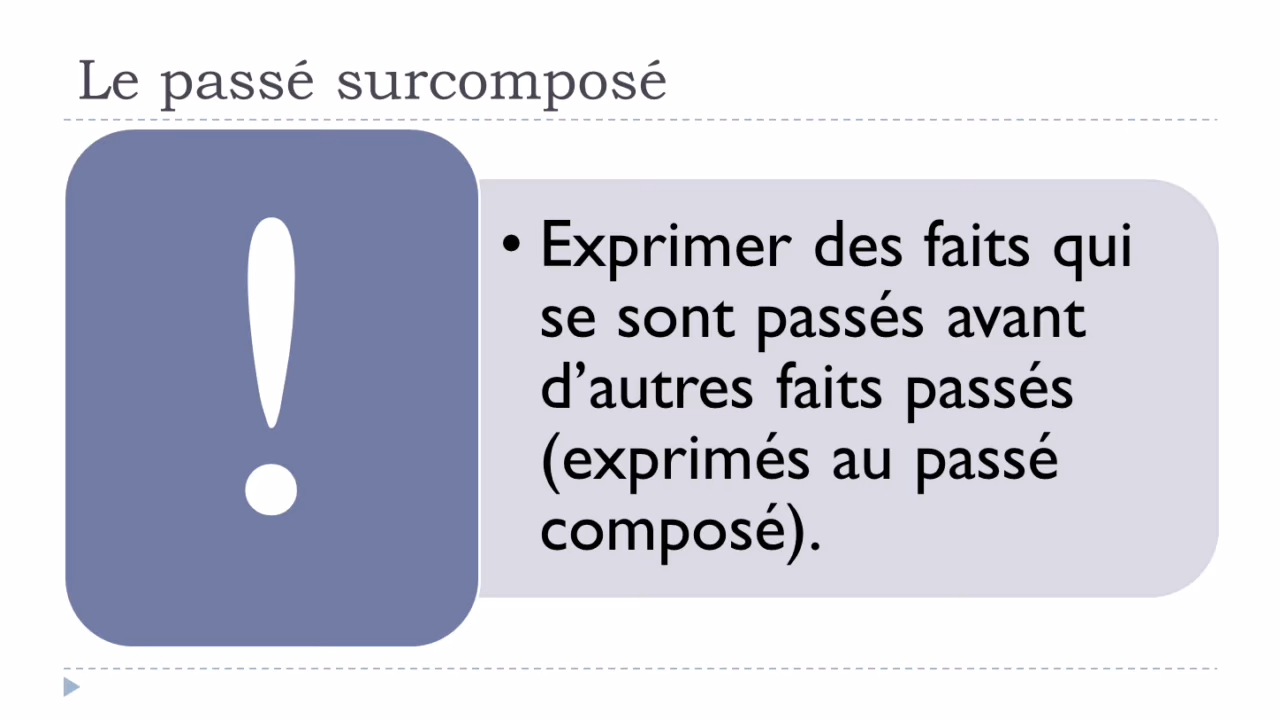 Le passé surcomposé
!
• Exprimer des faits qui
se sont passés avant
d’autres faits passés
(exprimés au passé
composé).